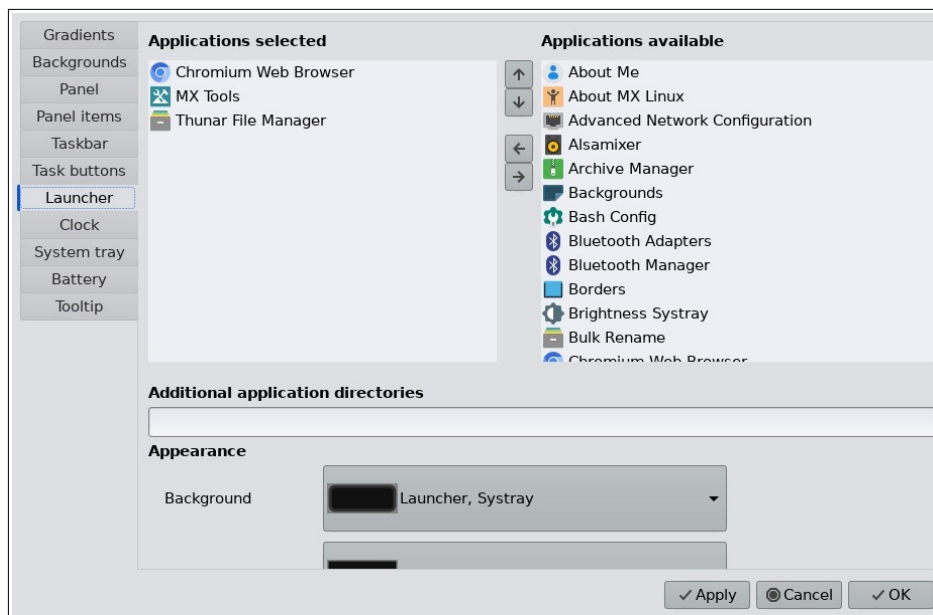 Gradients
Backgrounds
Panel
Panel items
Taskbar
Task buttons
Launcher
Clock
System tray
Battery
Tooltip
Applications selected
Chromium Web Browser
MX Tools
Thunar File Manager
Applications available
About Me
About MX Linux
Advanced Network Configuration
Alsamixer
Archive Manager
Backgrounds
Bash Config
Bluetooth Adapters
Bluetooth Manager
Borders
Brightness Systray
Bulk Rename
Chromium Web Browser
Additional application directories
Appearance
Background
Launcher, Systray
Apply
Cancel
OK